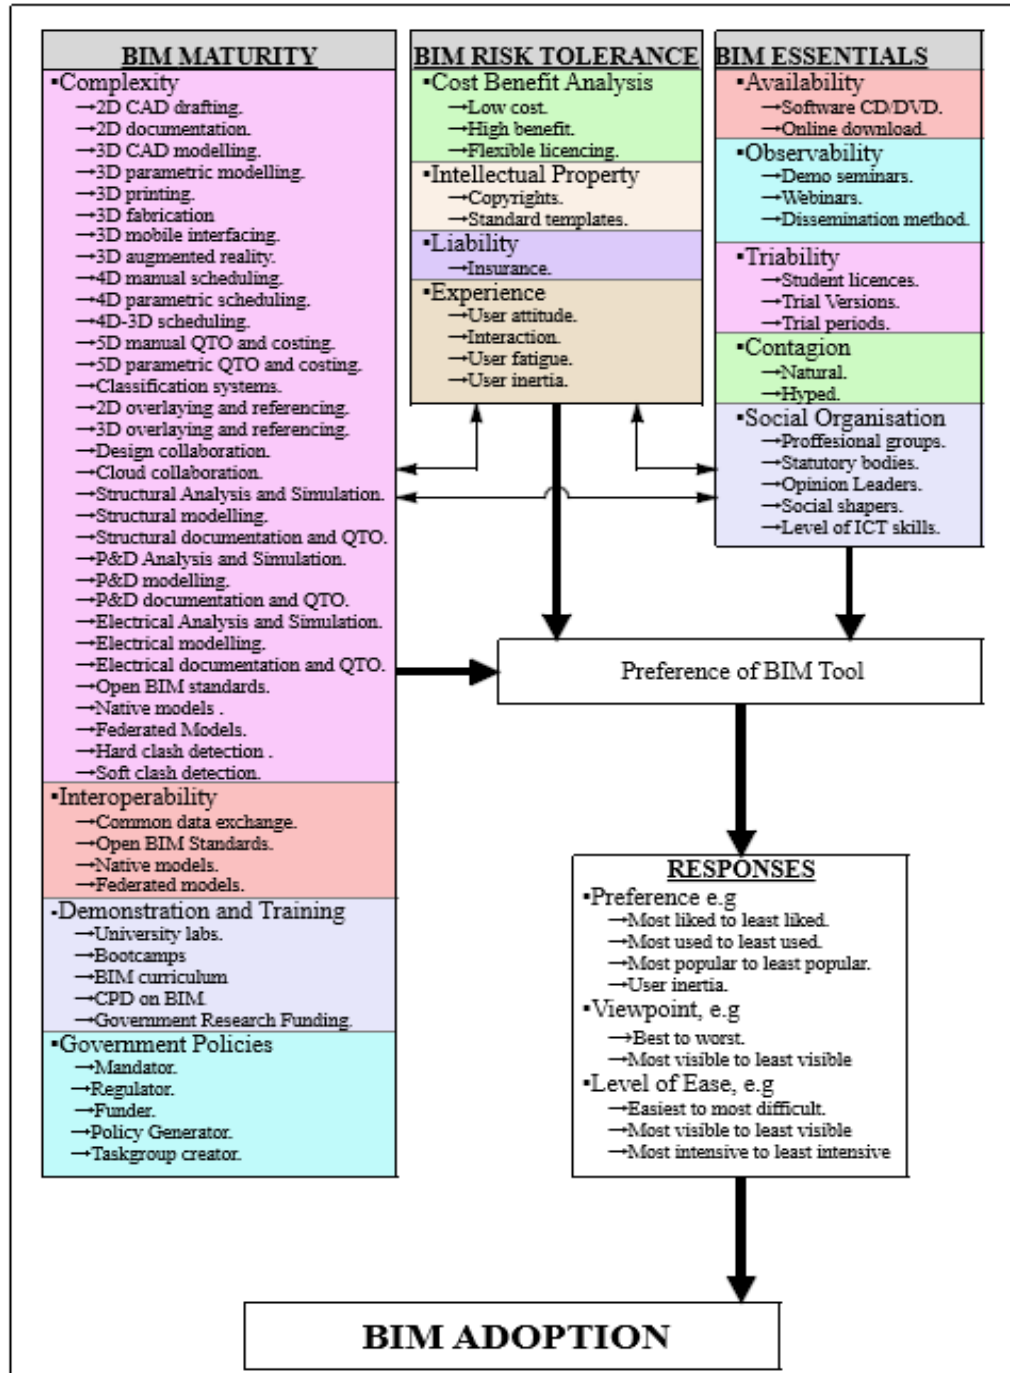 BIM MATURITY
▪Complexity
→2D CAD drafting.
→2D documentation.
→3D CAD modelling.
→3D parametric modelling.
→3D printing.
→3D fabrication
→3D mobile interfacing.
→3D augmented reality.
→4D manual scheduling.
→4D parametric scheduling.
→4D-3D scheduling.
→5D manual QTO and costing.
→5D parametric QTO and costing.
→Classification systems.
→2D overlaying and referencing.
→3D overlaying and referencing.
→Design collaboration.
→Cloud collaboration.
→Structural Analysis and Simulation.
→Structural modelling.
→Structural documentation and QTO.
→P&D Analysis and Simulation.
→P&D modelling.
→P&D documentation and QTO.
→Electrical Analysis and Simulation.
→Electrical modelling.
→Electrical documentation and QTO.
→Open BIM standards.
→Native models .
→Federated Models.
→Hard clash detection .
→Soft clash detection.
▪Interoperability
→Common data exchange.
→Open BIM Standards.
→Native models.
→Federated models.
▪Demonstration and Training
→University labs.
→Bootcamps
→BIM curriculum
→CPD on BIM.
→Government Research Funding.
▪Government Policies
→Mandator.
→Regulator.
→Funder.
→Policy Generator.
→Taskgroup creator.
BIM RISK TOLERANCE
▪Cost Benefit Analysis
→Low cost.
→High benefit.
→Flexible licencing.
▪Intellectual Property
→Copyrights.
→Standard templates.
▪Liability
→Insurance.
▪Experience
→User attitude.
→Interaction.
→User fatigue.
→User inertia.
BIM ESSENTIALS
▪Availability
→Software CD/DVD.
→Online download.
▪Observability
→Demo seminars.
→Webinars.
→Dissemination method.
▪Triability
→Student licences.
→Trial Versions.
→Trial periods.
▪Contagion
→Natural.
→Hyped.
▪Social Organisation
→Proffesional groups.
→Statutory bodies.
→Opinion Leaders.
→Social shapers.
→Level of ICT skills.
Preference of BIM Tool
RESPONSES
▪Preference e.g
→Most liked to least liked.
→Most used to least used.
→Most popular to least popular.
→User inertia.
▪Viewpoint, e.g
→Best to worst.
→Most visible to least visible
▪Level of Ease, e.g
→Easiest to most difficult.
→Most visible to least visible
→Most intensive to least intensive
BIM ADOPTION